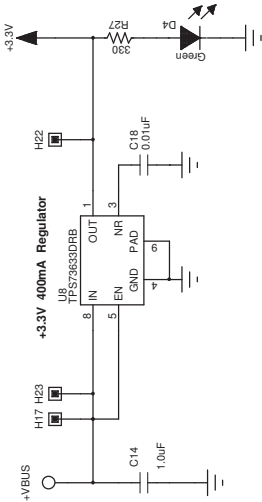 +3.3V 400mA Regulator
+VBUS
H17
H23
H22
+3.3V
U8
TPS73633DRB
8
IN
OUT
1
5
EN
NR
3
GND
PAD
4
9
C14
1.0uF
C18
0.01uF
R27
330
D4
Green